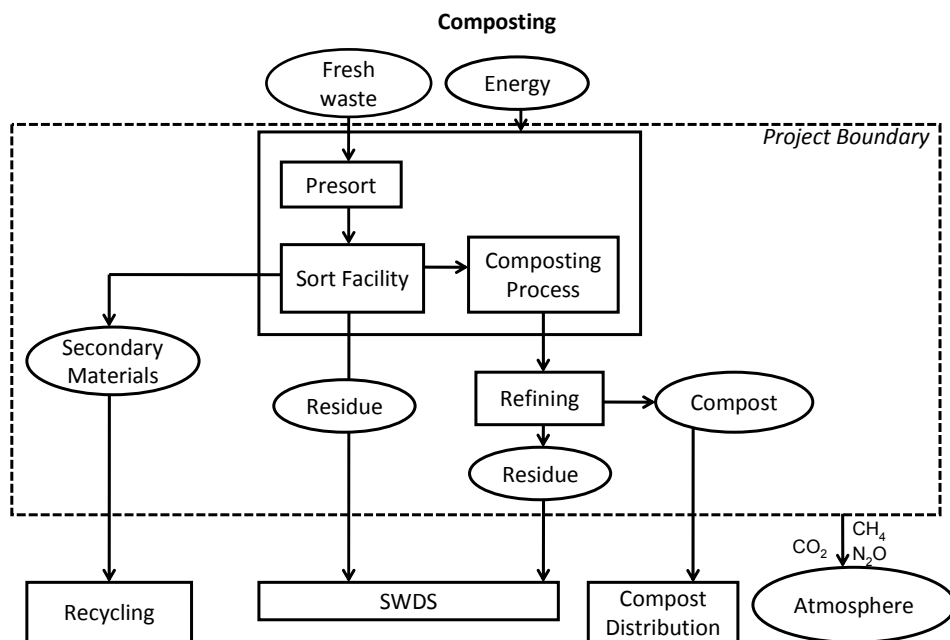 Composting
Fresh
waste
Energy
Project Boundary
Presort
Sort Facility
Composting
Process
Secondary
Materials
Residue
Refining
Compost
Residue
CO₂
CH₄
N₂O
Recycling
SWDS
Compost
Distribution
Atmosphere